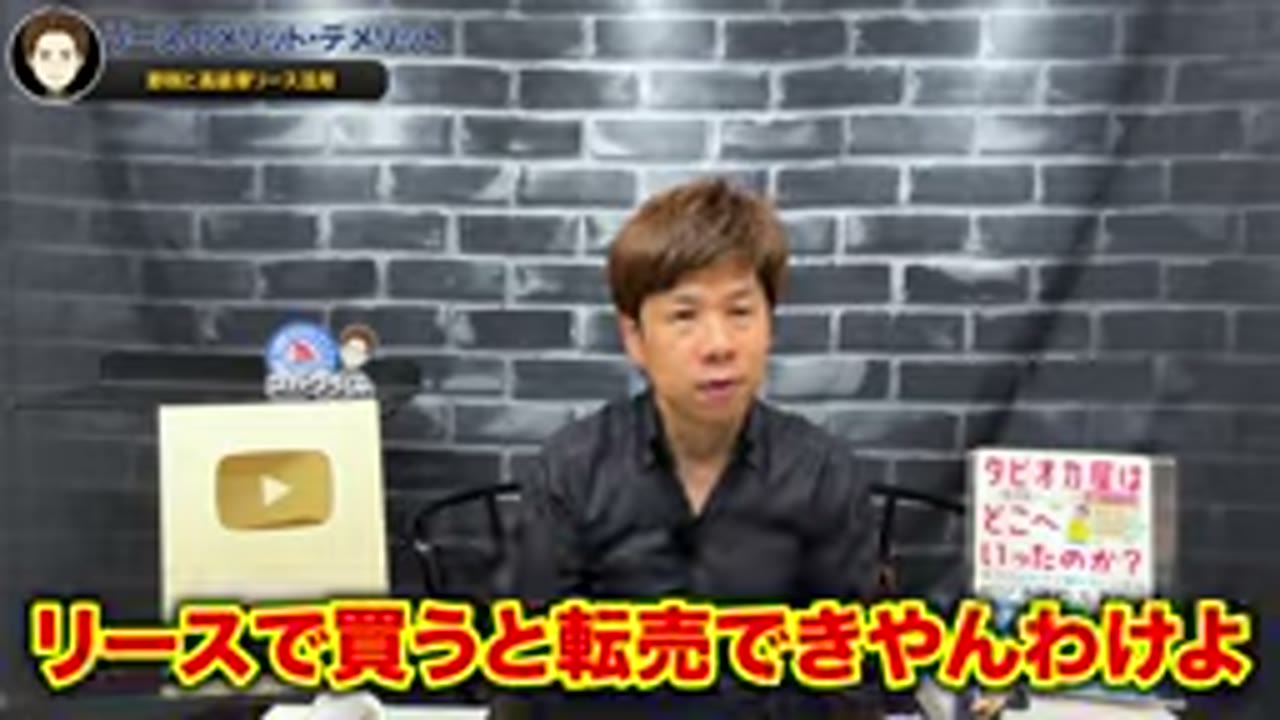 リースのメリット・デメリット
節税と高級車リース活用
タピオカ屋は
どこへ
いったのか？
リースで買うと転売できやんわけよ